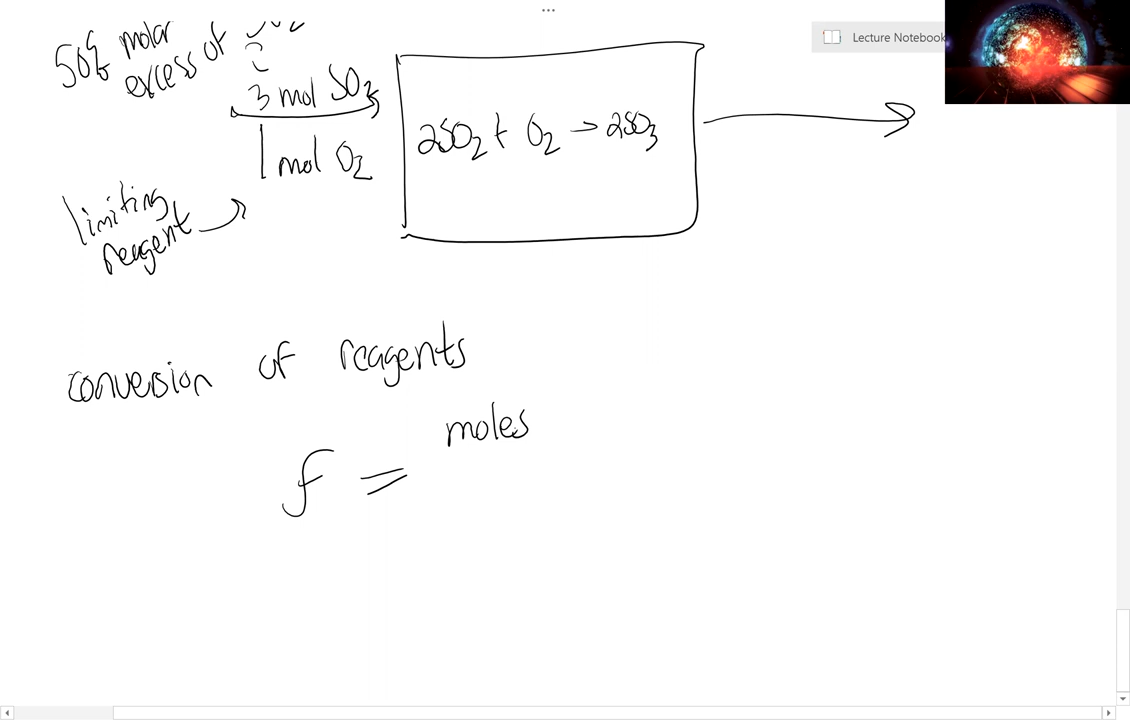 50% molar
excess of
3 mol SO2
1 mol O2
limiting
reagent
2SO2 + O2 → 2SO3
Lecture Notebook
conversion of reagents
moles
f =